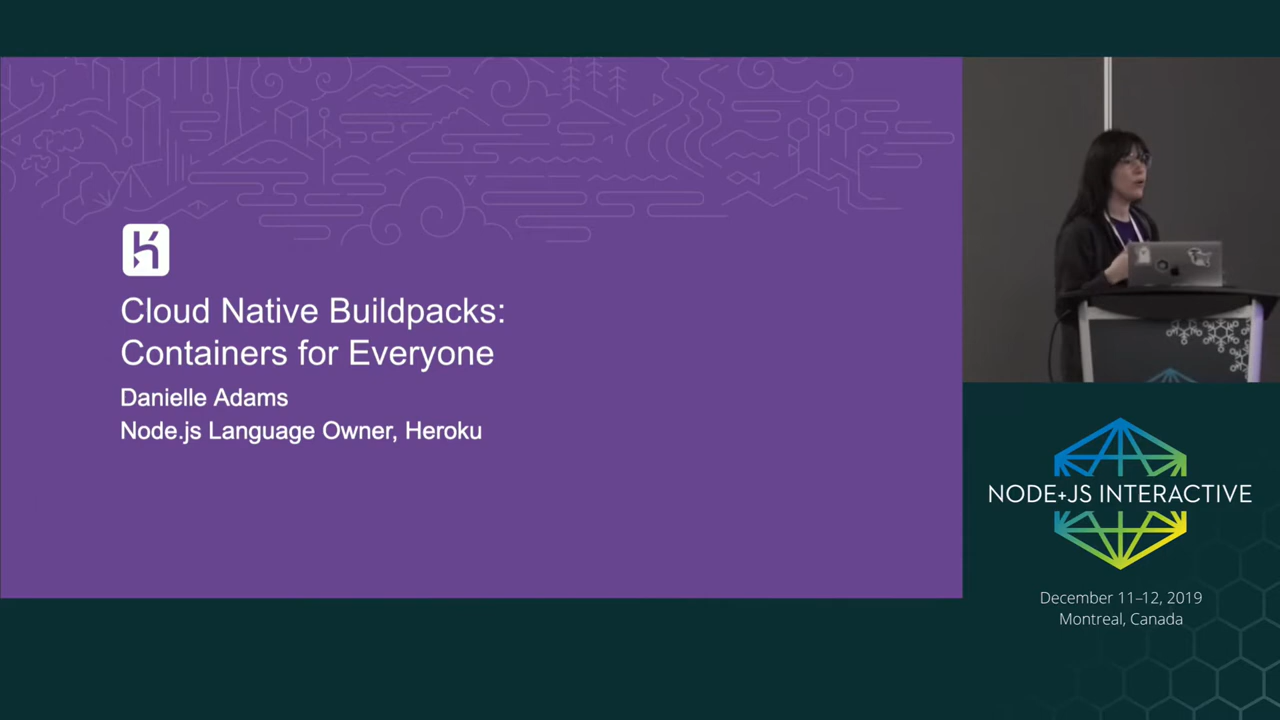 Cloud Native Buildpacks:
Containers for Everyone
Danielle Adams
Node.js Language Owner, Heroku
NODE+JS INTERACTIVE
December 11–12, 2019
Montreal, Canada